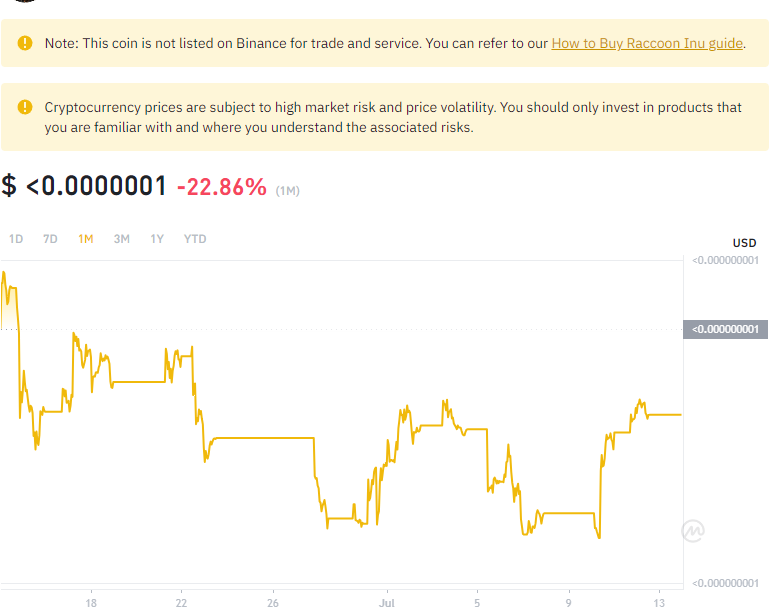 Note: This coin is not listed on Binance for trade and service. You can refer to our How to Buy Raccoon Inu guide.
Cryptocurrency prices are subject to high market risk and price volatility. You should only invest in products that
you are familiar with and where you understand the associated risks.
$ <0.0000001 -22.86% (1M)
1D 7D 1M 3M 1Y YTD
USD
<0.000000001
<0.000000001
<0.000000001
18 22 26 Jul 5 9 13